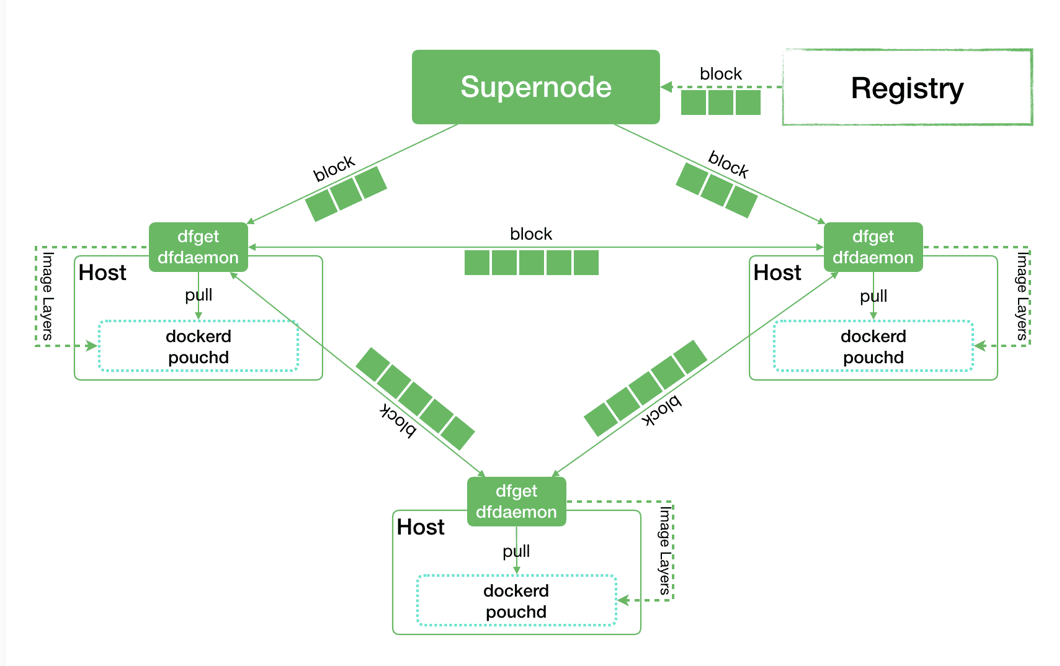 Supernode
block
Registry
block
block
block
dfget
dfdaemon
Host
pull
dockerd
pouchd
Image Layers
dfget
dfdaemon
Host
pull
dockerd
pouchd
Image Layers
block
block
dfget
dfdaemon
Host
pull
dockerd
pouchd
Image Layers